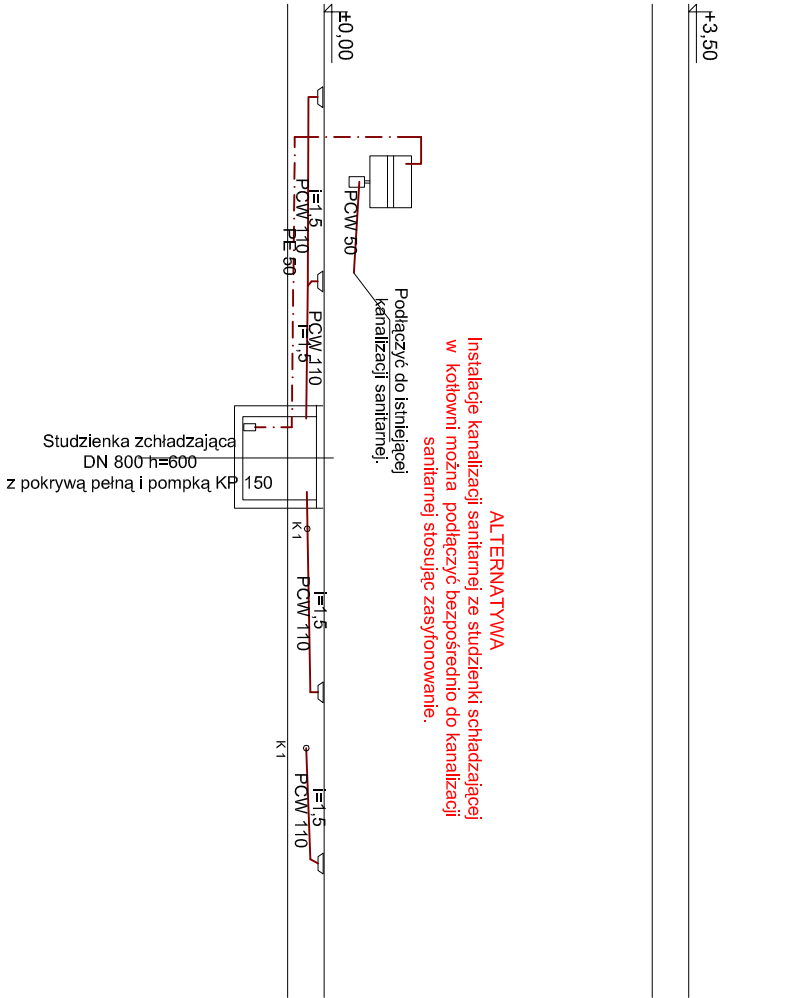 ±0,00
+3,50
i=1,5
PCW 110
PE 50
PCW 50
PCW 110
i=1,5
Podłączyć do istniejącej
kanalizacji sanitarnej.
ALTERNATYWA
Instalacje kanalizacji sanitarnej ze studzienki schładzającej
w kotłowni można podłączyć bezpośrednio do kanalizacji
sanitarnej stosując zasyfonowanie.
Studzienka zchładzająca
DN 800 h=600
z pokrywą pełną i pompką KP 150
K1
i=1,5
PCW 110
K1
i=1,5
PCW 110